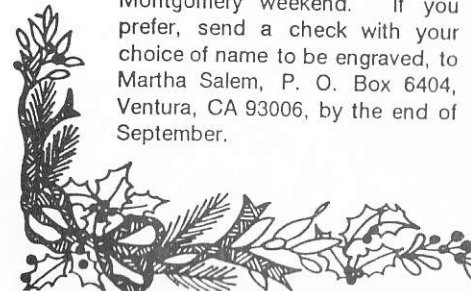 Montgomery weekend. If you
prefer, send a check with your
choice of name to be engraved, to
Martha Salem, P. O. Box 6404,
Ventura, CA 93006, by the end of
September.